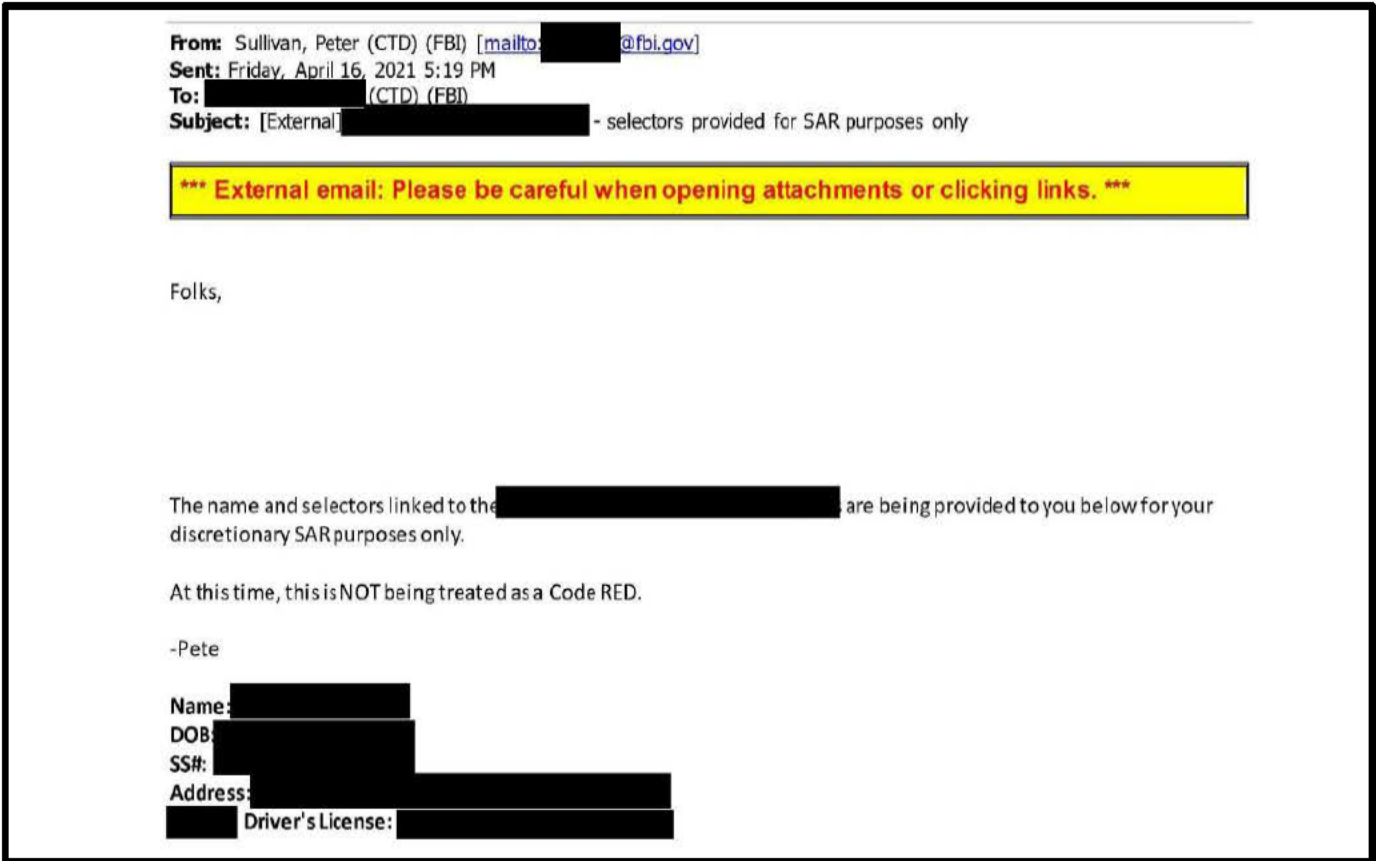 From: Sullivan, Peter (CTD) (FBI) [mailto: @fbi.gov]
Sent: Friday, April 16, 2021 5:19 PM
To: (CTD) (FBI)
Subject: [External] - selectors provided for SAR purposes only
*** External email: Please be careful when opening attachments or clicking links. ***
Folks,
The name and selectors linked to the are being provided to you below for your
discretionary SAR purposes only.
At this time, this is NOT being treated as a Code RED.
-Pete
Name:
DOB:
SS#:
Address:
Driver's License: